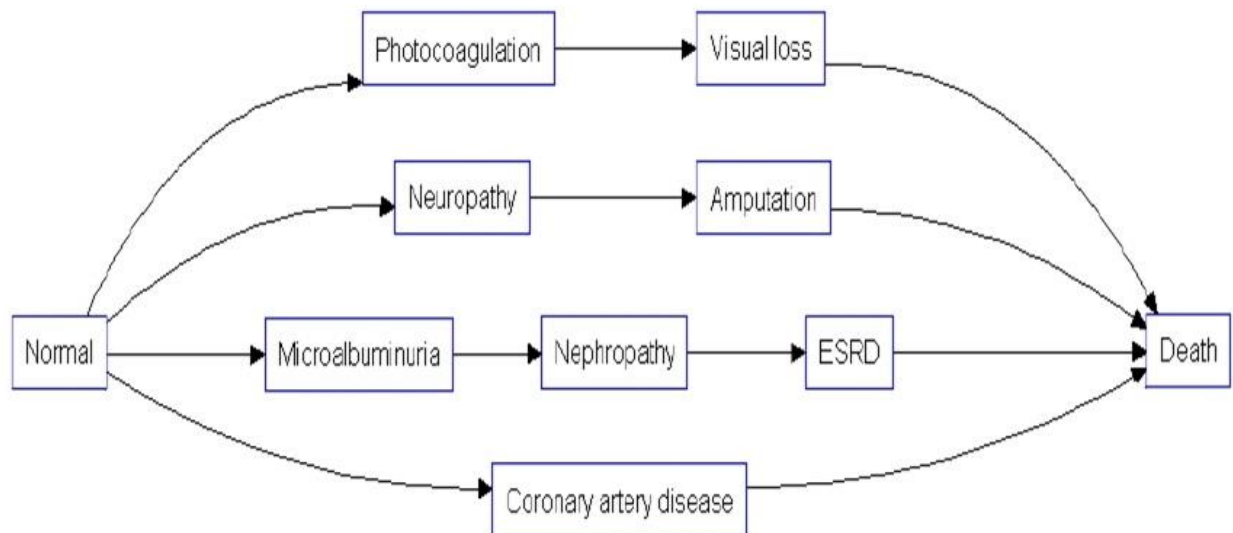 Photocoagulation
Visual loss
Neuropathy
Amputation
Normal
Microalbuminuria
Nephropathy
ESRD
Death
Coronary artery disease